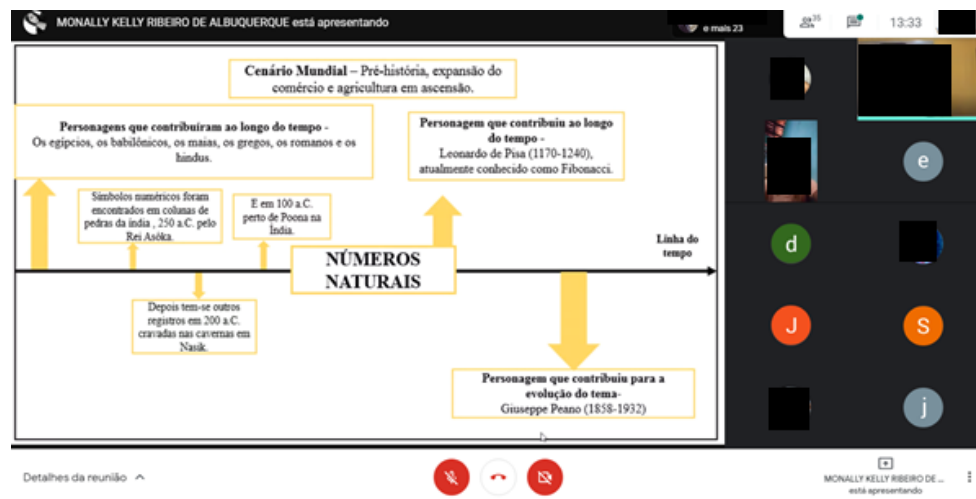 MONALLY KELLY RIBEIRO DE ALBUQUERQUE está apresentando
e mais 23
35
13:33
Cenário Mundial – Pré-história, expansão do
comércio e agricultura em ascensão.
Personagens que contribuíram ao longo do tempo -
Os egípcios, os babilônicos, os maias, os gregos, os romanos e os
hindus.
Personagem que contribuiu ao longo
do tempo -
Leonardo de Pisa (1170-1240),
atualmente conhecido como Fibonacci.
Símbolos numéricos foram
encontrados em colunas de
pedras da índia , 250 a.C. pelo
Rei Asóka.
E em 100 a.C.
perto de Poona na
Índia.
NÚMEROS
NATURAIS
Linha do
tempo
Depois tem-se outros
registros em 200 a.C.
cravadas nas cavernas em
Nasik.
Personagem que contribuiu para a
evolução do tema-
Giuseppe Peano (1858-1932)
e
d
J
S
j
Detalhes da reunião
MONALLY KELLY RIBEIRO DE ...
está apresentando